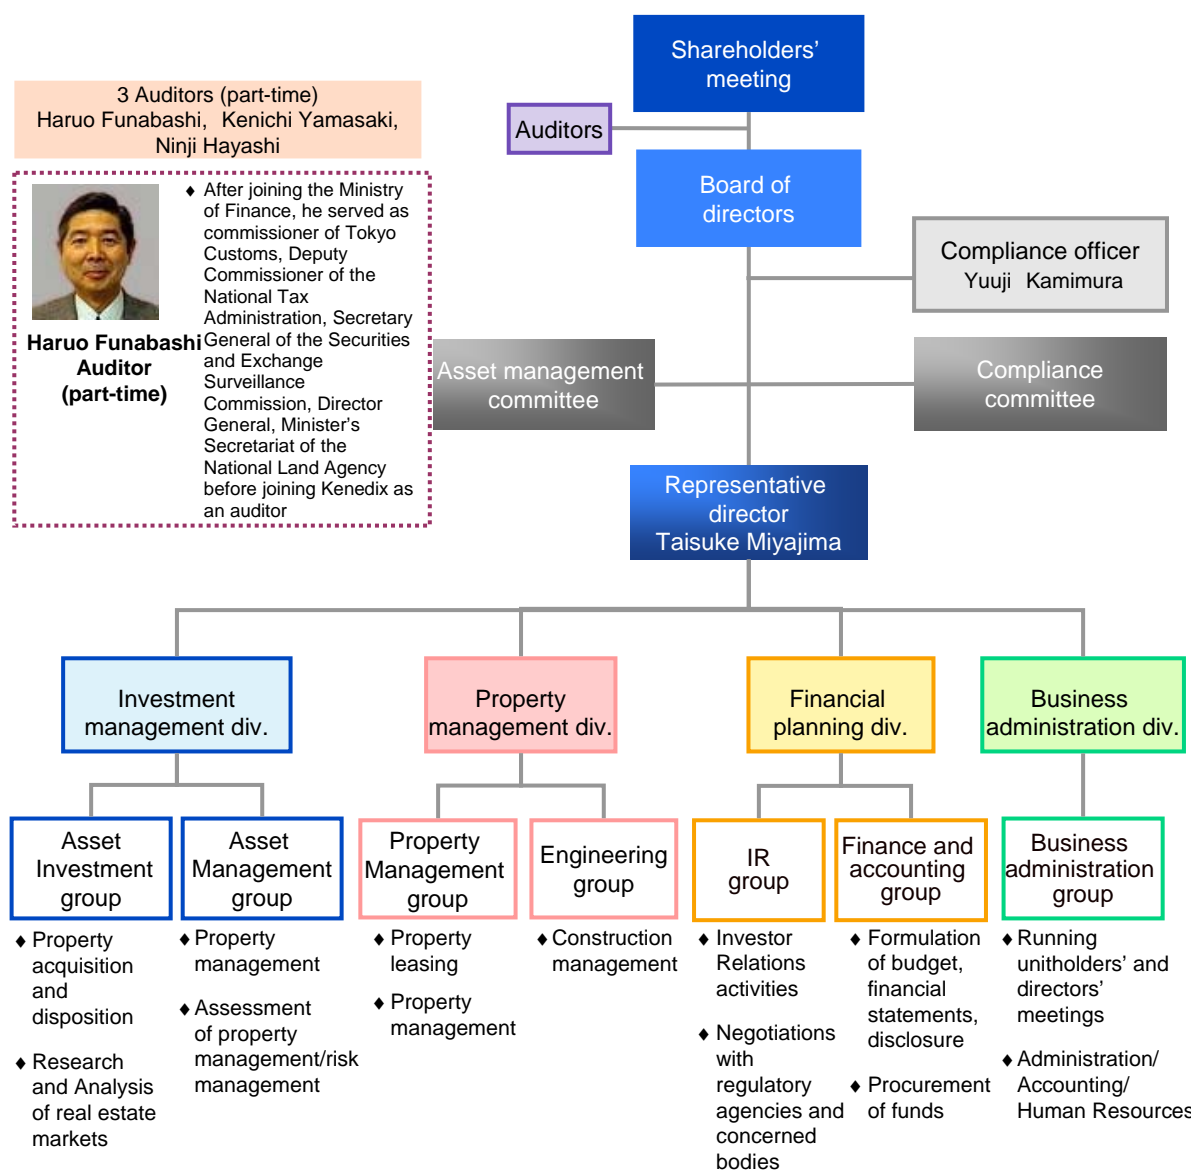 Shareholders'
meeting
3 Auditors (part-time)
Haruo Funabashi, Kenichi Yamasaki,
Ninji Hayashi
Auditors
Board of
directors
♦ After joining the Ministry
of Finance, he served as
commissioner of Tokyo
Customs, Deputy
Commissioner of the
National Tax
Administration, Secretary
General of the Securities
and Exchange
Surveillance
Commission, Director
General, Minister's
Secretariat of the
National Land Agency
before joining Kenedix as
an auditor
Haruo Funabashi
Auditor
(part-time)
Compliance officer
Yuuji Kamimura
Asset management
committee
Compliance
committee
Representative
director
Taisuke Miyajima
Investment
management div.
Property
management div.
Financial
planning div.
Business
administration div.
Asset
Investment
group
Asset
Management
group
Property
Management
group
Engineering
group
IR
group
Finance and
accounting
group
Business
administration
group
♦ Property
acquisition
and
disposition
♦ Research
and Analysis
of real estate
markets
♦ Property
management
♦ Assessment
of property
management/risk
management
♦ Property
leasing
♦ Property
management
♦ Construction
management
♦ Investor
Relations
activities
♦ Negotiations
with
regulatory
agencies and
concerned
bodies
♦ Formulation
of budget,
financial
statements,
disclosure
♦ Procurement
of funds
♦ Running
unitholders' and
directors'
meetings
♦ Administration/
Accounting/
Human Resources